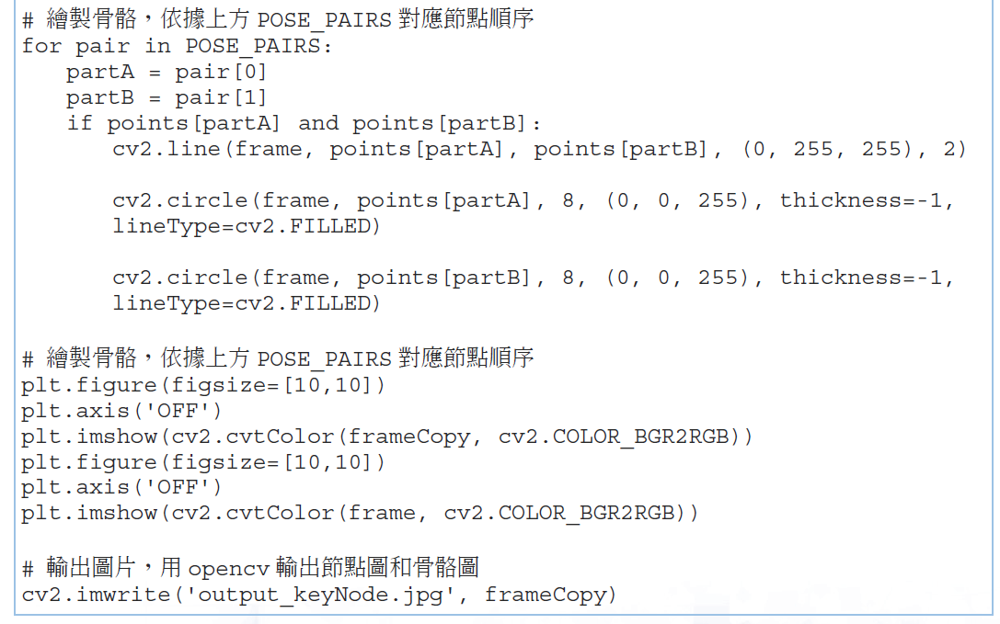 # 繪製骨骼，依據上方 POSE_PAIRS 對應節點順序
for pair in POSE_PAIRS:
    partA = pair[0]
    partB = pair[1]
    if points[partA] and points[partB]:
        cv2.line(frame, points[partA], points[partB], (0, 255, 255), 2)
        cv2.circle(frame, points[partA], 8, (0, 0, 255), thickness=-1,
        lineType=cv2.FILLED)
        cv2.circle(frame, points[partB], 8, (0, 0, 255), thickness=-1,
        lineType=cv2.FILLED)
# 繪製骨骼，依據上方 POSE_PAIRS 對應節點順序
plt.figure(figsize=[10,10])
plt.axis('OFF')
plt.imshow(cv2.cvtColor(frameCopy, cv2.COLOR_BGR2RGB))
plt.figure(figsize=[10,10])
plt.axis('OFF')
plt.imshow(cv2.cvtColor(frame, cv2.COLOR_BGR2RGB))
# 輸出圖片，用 opencv 輸出節點圖和骨骼圖
cv2.imwrite('output_keyNode.jpg', frameCopy)